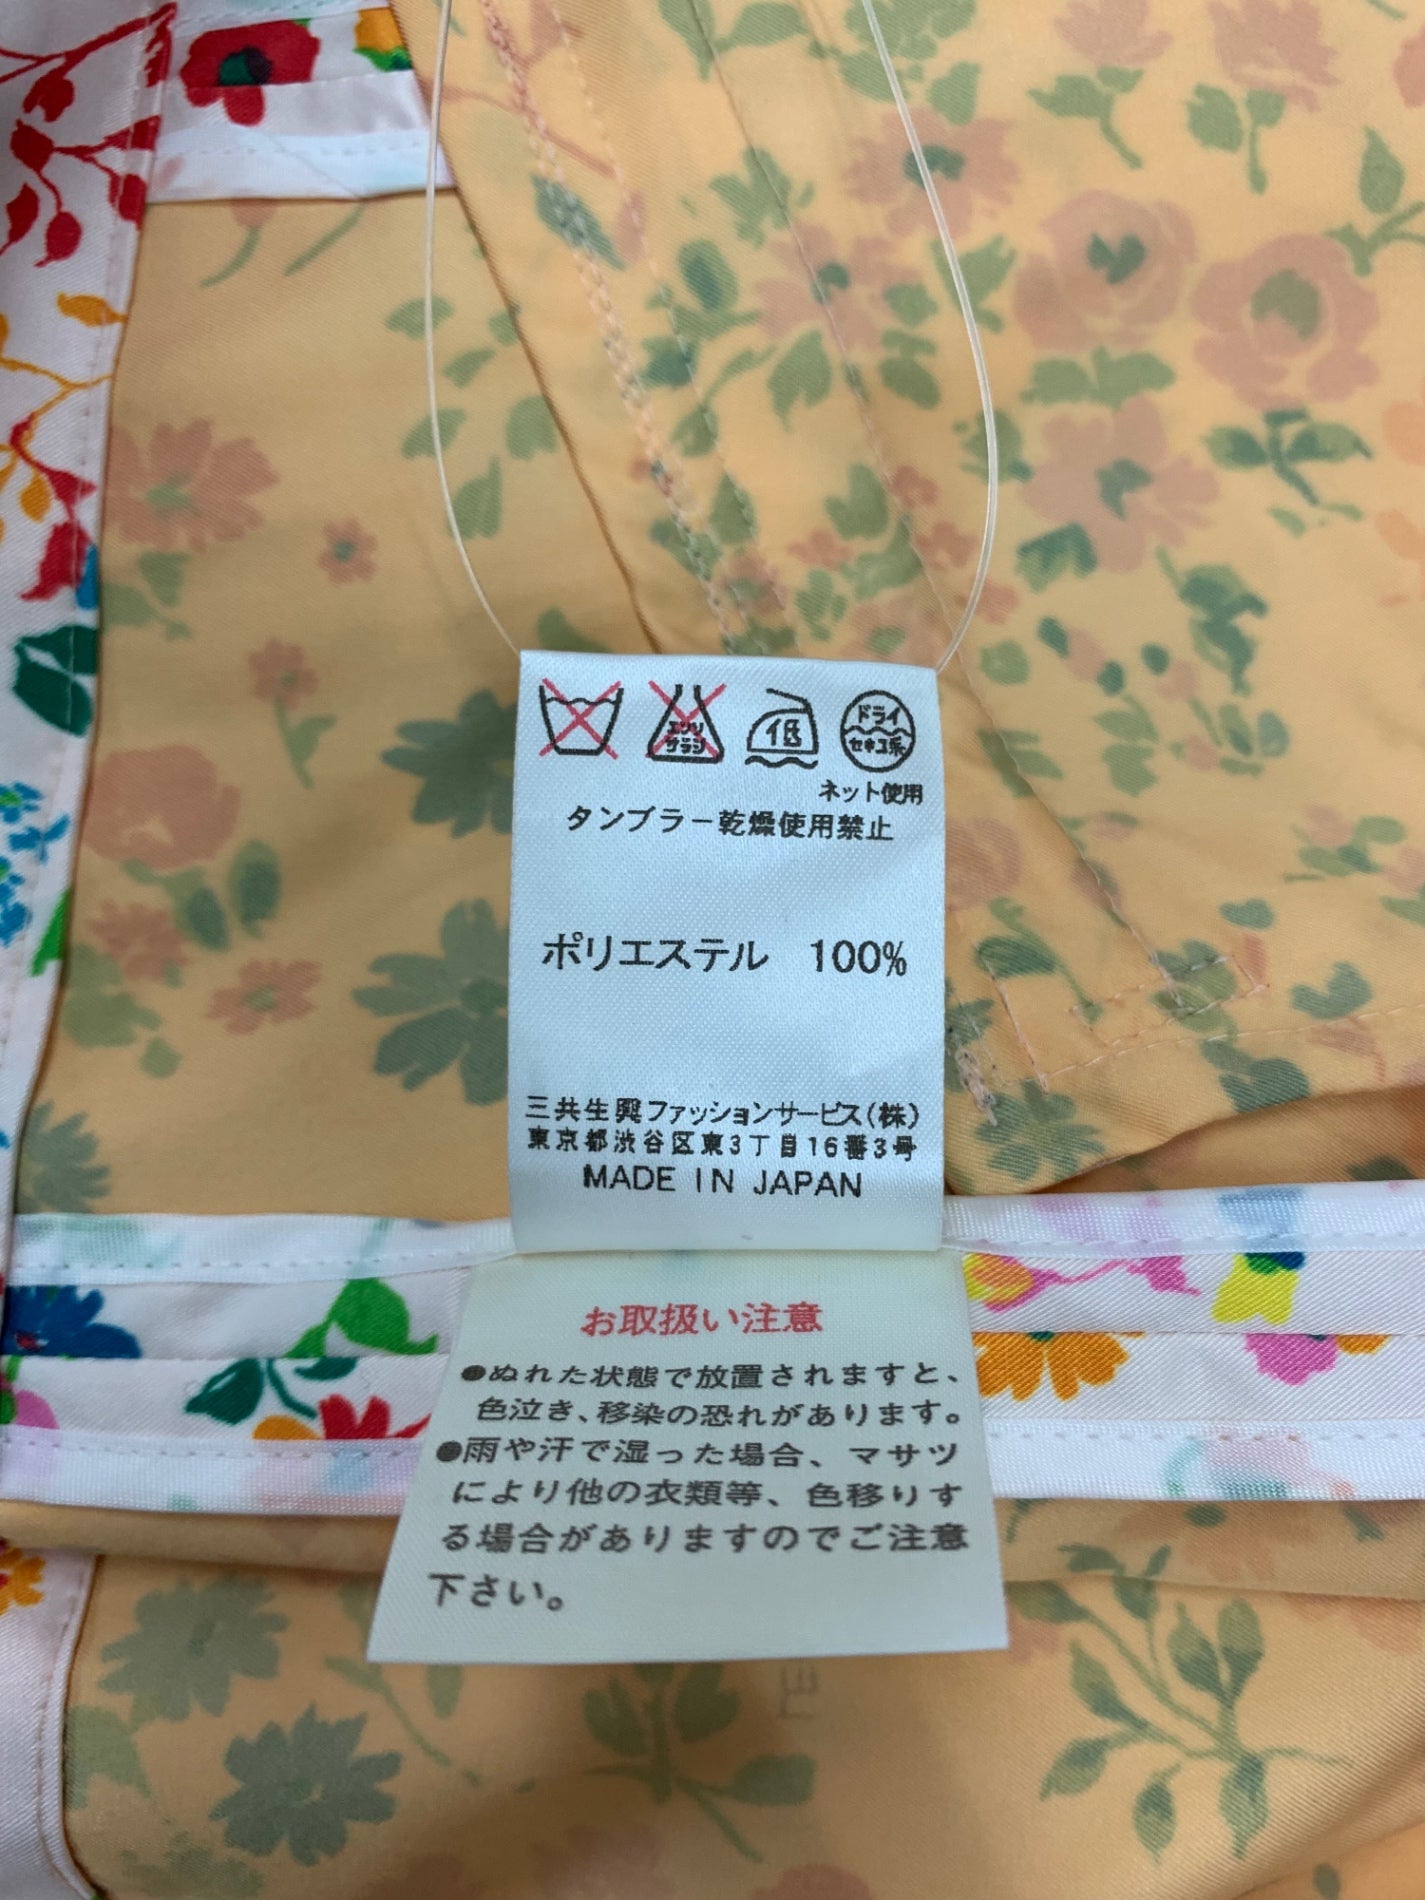 エンソ
サラシ
低
ドライ
セキユ系
ネット使用
タンブラー乾燥使用禁止
ポリエステル 100%
三共生興ファッションサービス(株)
東京都渋谷区東3丁目16番3号
MADE IN JAPAN
お取扱い注意
●ぬれた状態で放置されますと、
色泣き、移染の恐れがあります。
●雨や汗で湿った場合、マサツ
により他の衣類等、色移りす
る場合がありますのでご注意
下さい。